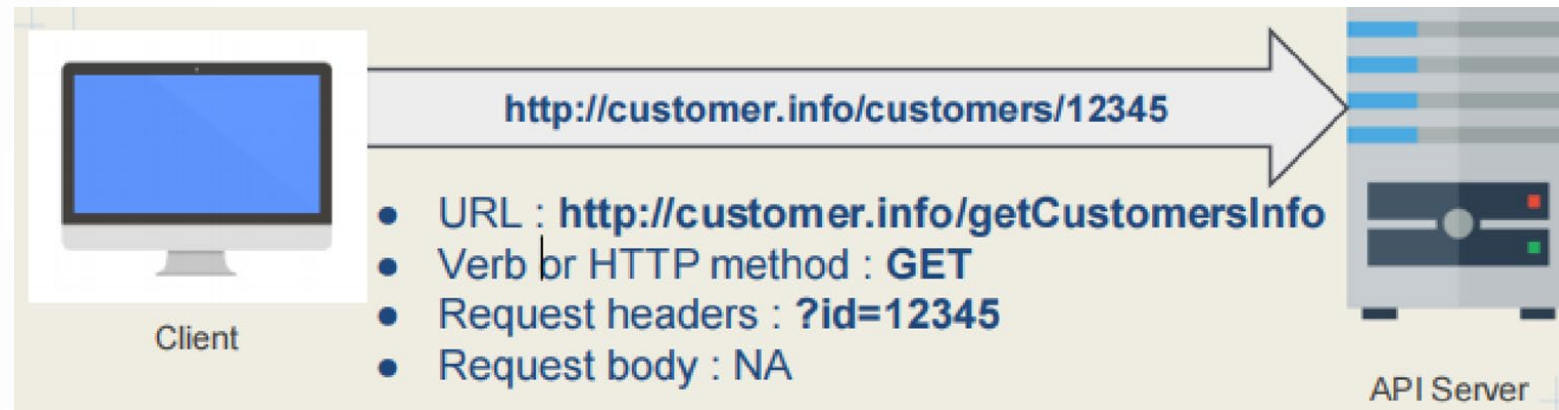 http://customer.info/customers/12345
● URL : http://customer.info/getCustomersInfo
● Verb or HTTP method : GET
● Request headers : ?id=12345
● Request body : NA
Client
API Server